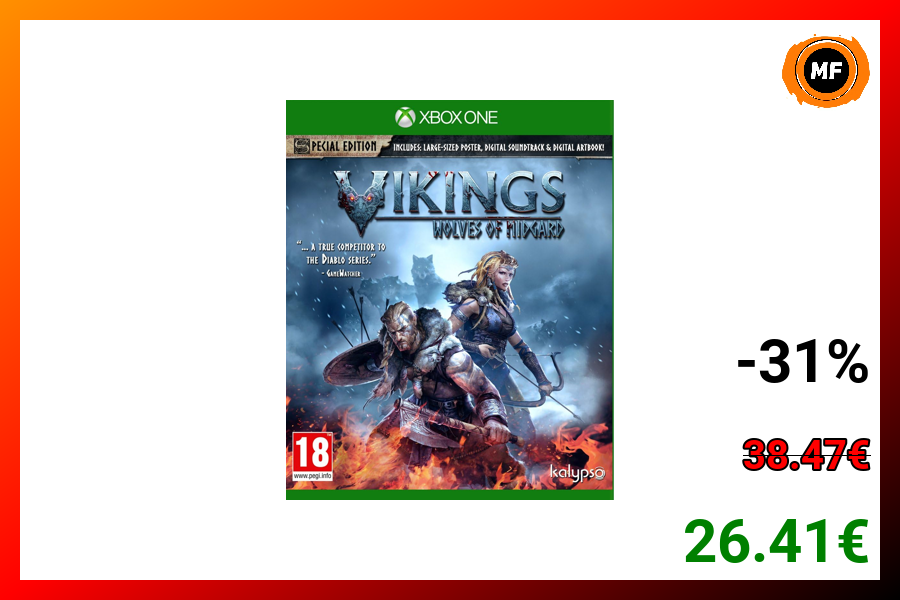 MF
XBOX ONE
SPECIAL EDITION
INCLUDES: LARGE-SIZED POSTER, DIGITAL SOUNDTRACK & DIGITAL ARTBOOK!
VIKINGS
WOLVES OF MIDGARD
"... A TRUE COMPETITOR TO
THE DIABLO SERIES."
- GAMEWATCHER
-31%
38.47€
18
www.pegi.info
kalypso
26.41€